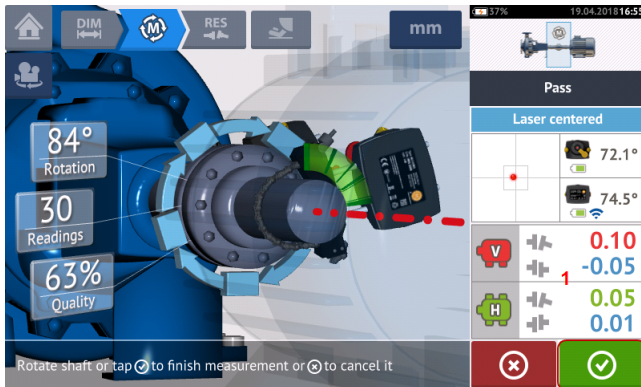 DIM
M
RES
mm
37%
19.04.2018 16:55
Pass
Laser centered
84°
Rotation
30
Readings
63%
Quality
72.1°
74.5°
V
0.10
-0.05
1
H
0.05
0.01
Rotate shaft or tap ✓ to finish measurement or ⓧ to cancel it